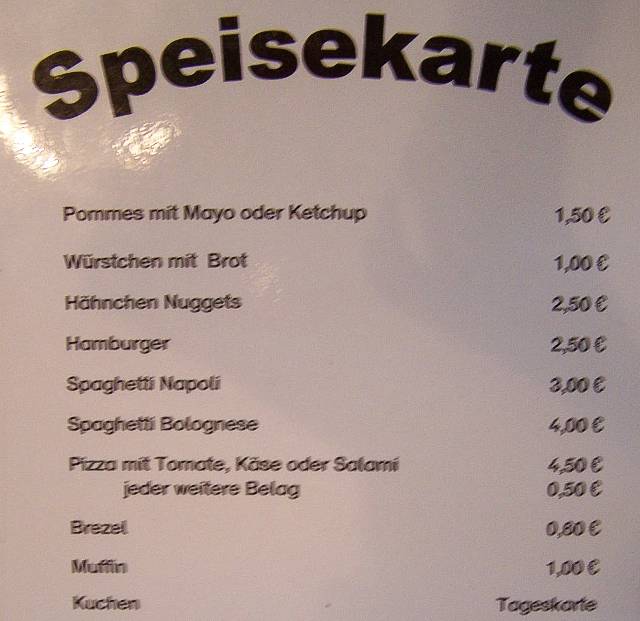 Speisekarte
Pommes mit Mayo oder Ketchup 1,50 €
Würstchen mit Brot 1,00 €
Hähnchen Nuggets 2,50 €
Hamburger 2,50 €
Spaghetti Napoli 3,00 €
Spaghetti Bolognese 4,00 €
Pizza mit Tomate, Käse oder Salami 4,50 €
jeder weitere Belag 0,50 €
Brezel 0,80 €
Muffin 1,00 €
Kuchen Tageskarte